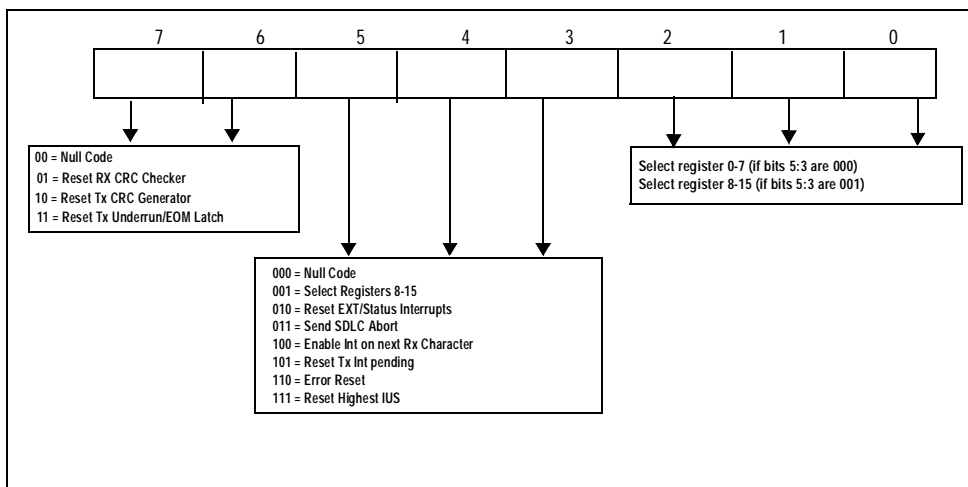 7 6 5 4 3 2 1 0
00 = Null Code
01 = Reset RX CRC Checker
10 = Reset Tx CRC Generator
11 = Reset Tx Underrun/EOM Latch
Select register 0-7 (if bits 5:3 are 000)
Select register 8-15 (if bits 5:3 are 001)
000 = Null Code
001 = Select Registers 8-15
010 = Reset EXT/Status Interrupts
011 = Send SDLC Abort
100 = Enable Int on next Rx Character
101 = Reset Tx Int pending
110 = Error Reset
111 = Reset Highest IUS